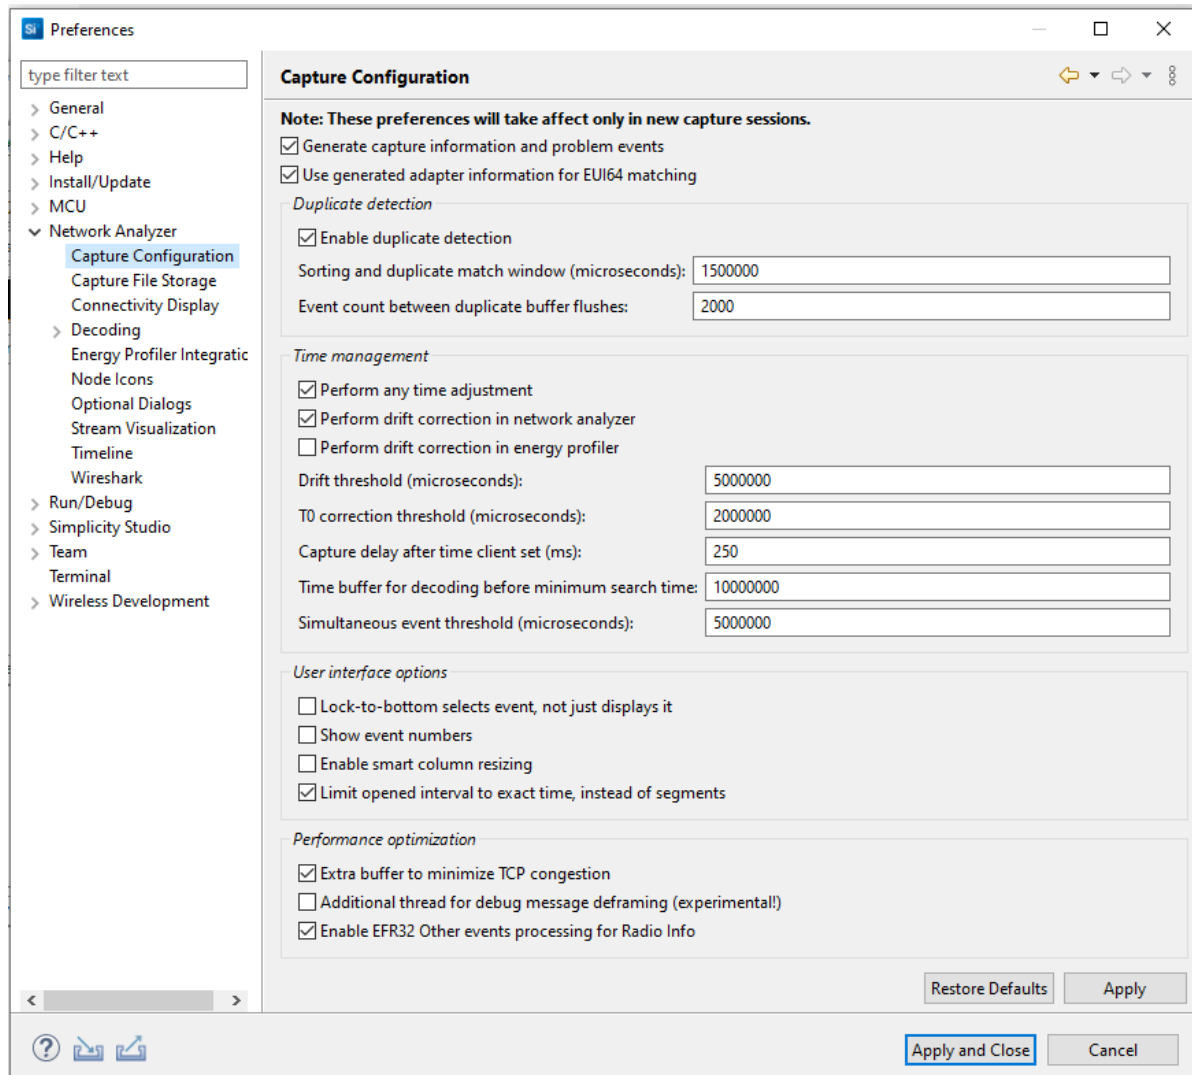 Si Preferences
type filter text
General
C/C++
Help
Install/Update
MCU
Network Analyzer
Capture Configuration
Capture File Storage
Connectivity Display
Decoding
Energy Profiler Integratic
Node Icons
Optional Dialogs
Stream Visualization
Timeline
Wireshark
Run/Debug
Simplicity Studio
Team
Terminal
Wireless Development
Capture Configuration
Note: These preferences will take affect only in new capture sessions.
Generate capture information and problem events
Use generated adapter information for EUI64 matching
Duplicate detection
Enable duplicate detection
Sorting and duplicate match window (microseconds): 1500000
Event count between duplicate buffer flushes: 2000
Time management
Perform any time adjustment
Perform drift correction in network analyzer
Perform drift correction in energy profiler
Drift threshold (microseconds): 5000000
T0 correction threshold (microseconds): 2000000
Capture delay after time client set (ms): 250
Time buffer for decoding before minimum search time: 10000000
Simultaneous event threshold (microseconds): 5000000
User interface options
Lock-to-bottom selects event, not just displays it
Show event numbers
Enable smart column resizing
Limit opened interval to exact time, instead of segments
Performance optimization
Extra buffer to minimize TCP congestion
Additional thread for debug message deframing (experimental!)
Enable EFR32 Other events processing for Radio Info
Restore Defaults Apply
Apply and Close Cancel